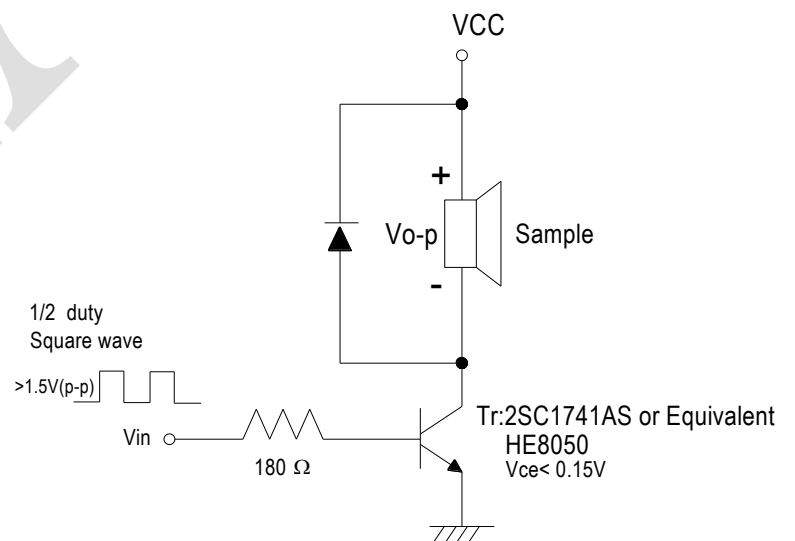 VCC
+
Vo-p
Sample
-
1/2 duty
Square wave
>1.5V(p-p)
Vin
180 Ω
Tr:2SC1741AS or Equivalent
HE8050
Vce< 0.15V